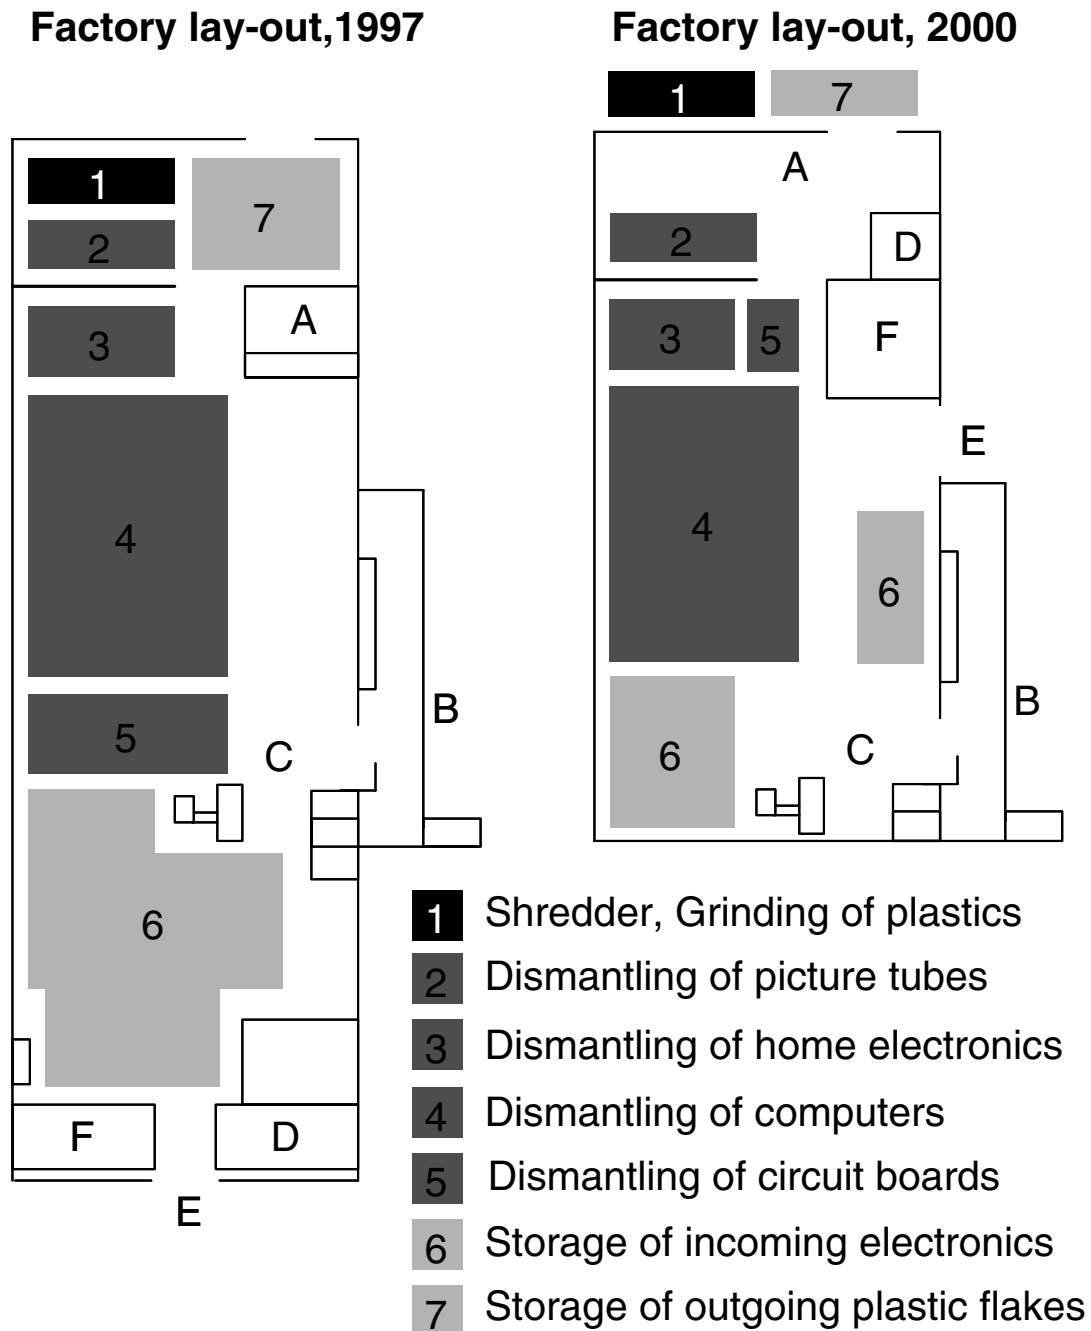 Factory lay-out,1997
1
7
2
A
3
4
B
5
C
6
F
D
E
Factory lay-out, 2000
1
7
A
2
D
3
5
F
E
4
6
B
6
C
1 Shredder, Grinding of plastics
2 Dismantling of picture tubes
3 Dismantling of home electronics
4 Dismantling of computers
5 Dismantling of circuit boards
6 Storage of incoming electronics
7 Storage of outgoing plastic flakes